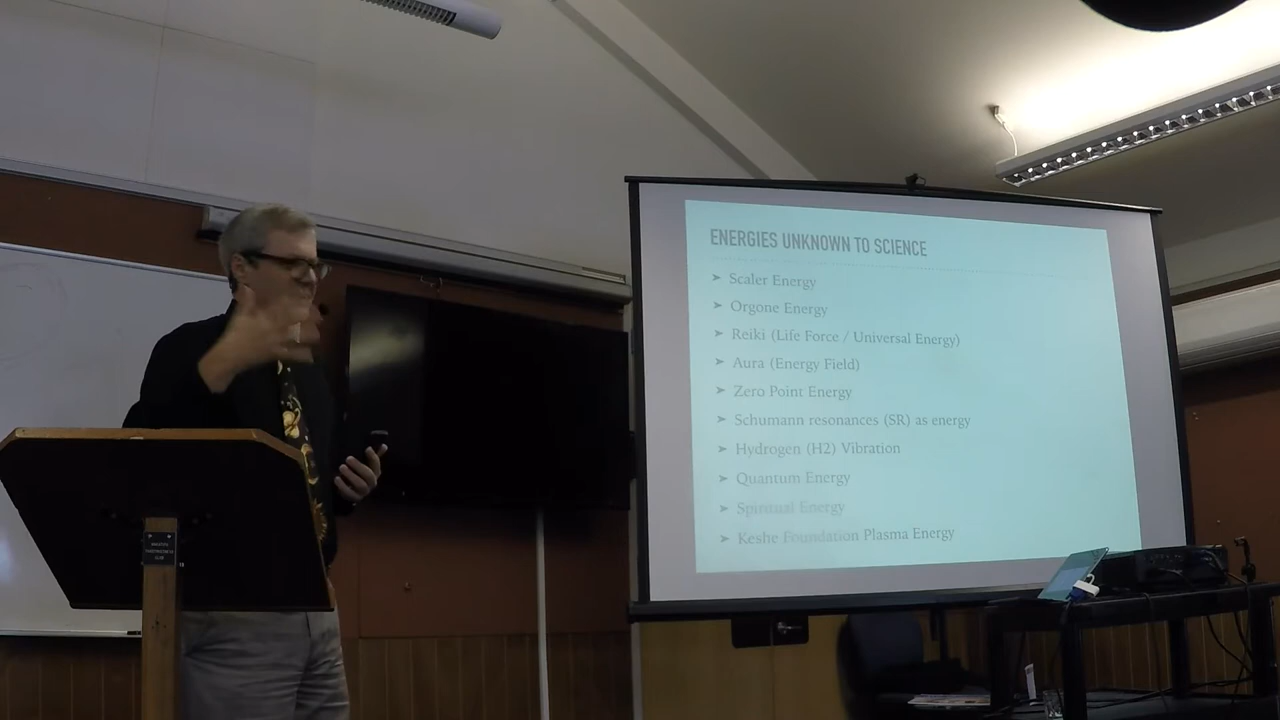 ENERGIES UNKNOWN TO SCIENCE
➤ Scaler Energy
➤ Orgone Energy
➤ Reiki (Life Force / Universal Energy)
➤ Aura (Energy Field)
➤ Zero Point Energy
➤ Schumann resonances (SR) as energy
➤ Hydrogen (H2) Vibration
➤ Quantum Energy
➤ Spiritual Energy
➤ Keshe Foundation Plasma Energy